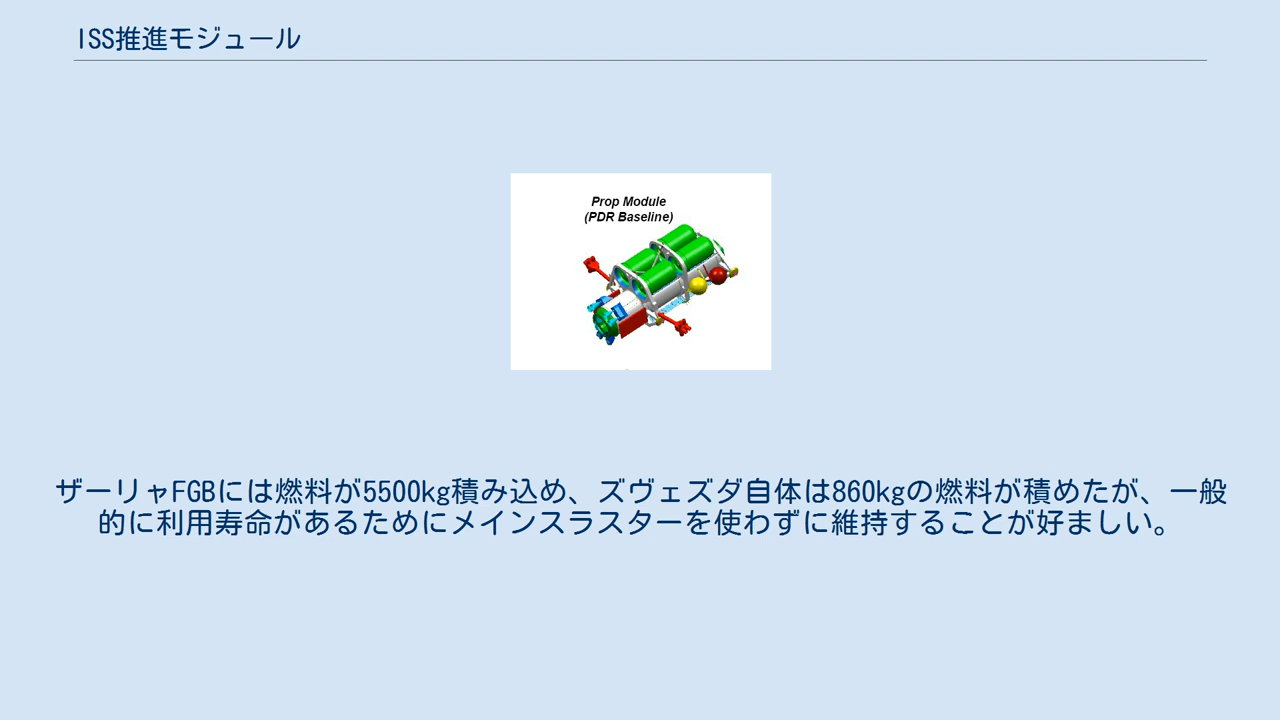 ISS推進モジュール
Prop Module
(PDR Baseline)
ザーリャFGBには燃料が5500kg積み込め、ズヴェズダ自体は860kgの燃料が積めたが、一般
的に利用寿命があるためにメインスラスターを使わずに維持することが好ましい。